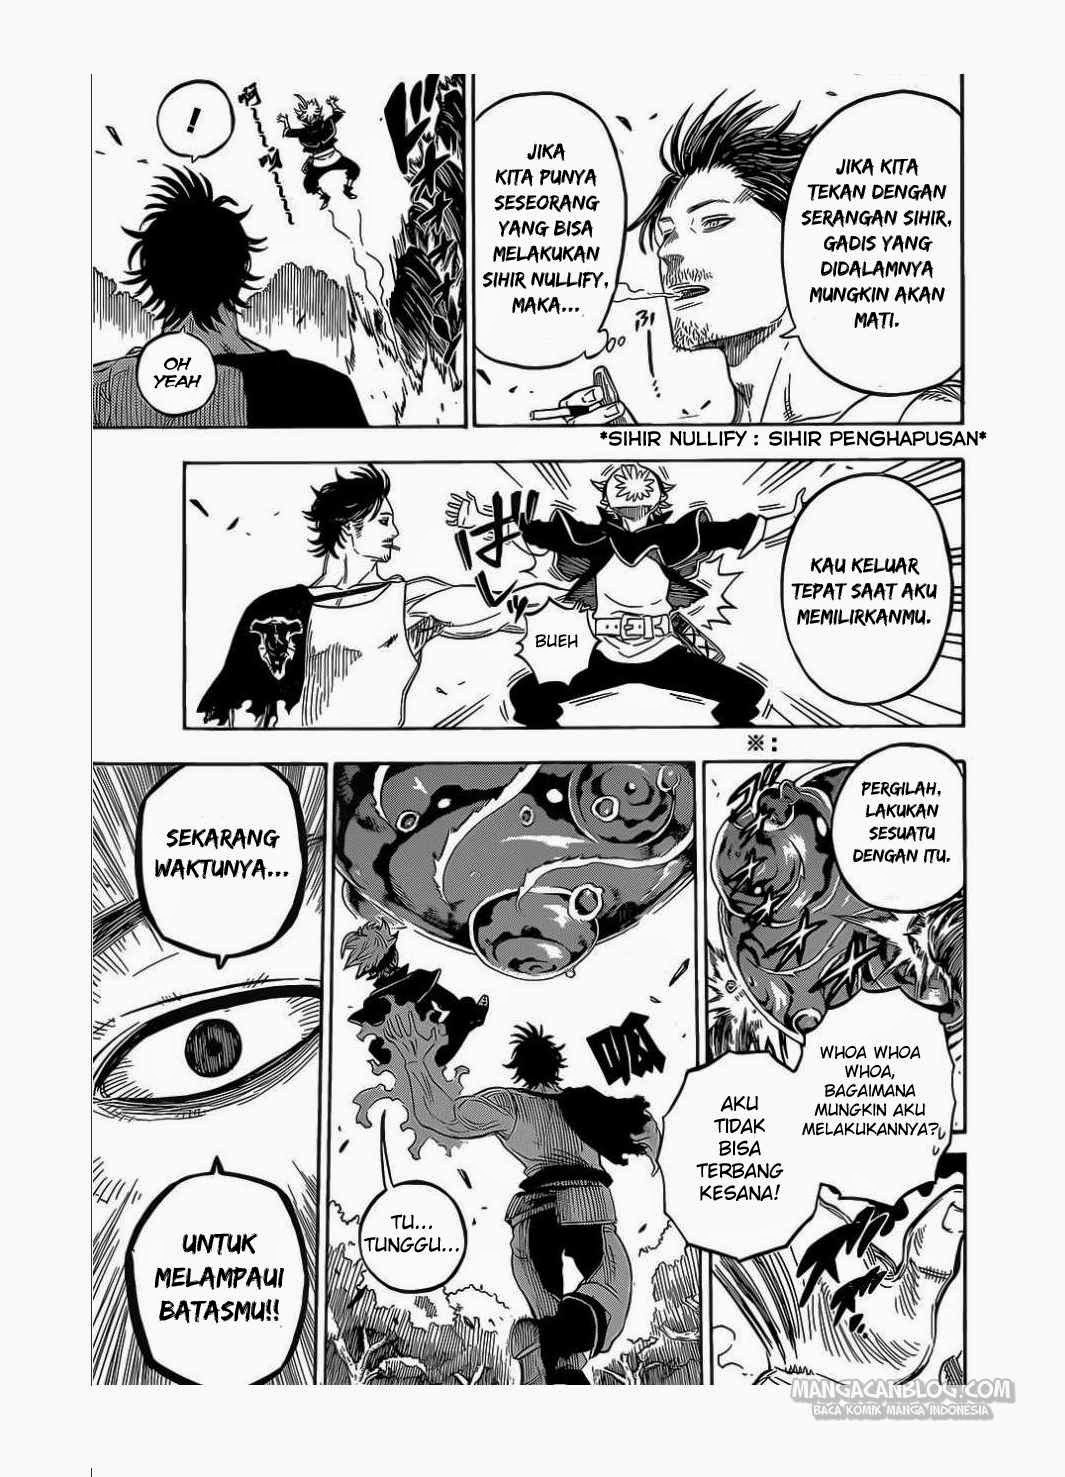 JIKA KITA
TEKAN DENGAN
SERANGAN SIHIR,
GADIS YANG
DIDALAMNYA
MUNGKIN AKAN
MATI.
JIKA
KITA PUNYA
SESEORANG
YANG BISA
MELAKUKAN
SIHIR NULLIFY,
MAKA...
!
OH
YEAH
*SIHIR NULLIFY : SIHIR PENGHAPUSAN*
KAU KELUAR
TEPAT SAAT AKU
MEMILIRKANMU.
BUEH
※:
PERGILAH,
LAKUKAN
SESUATU
DENGAN ITU.
WHOA WHOA
WHOA,
BAGAIMANA
MUNGKIN AKU
MELAKUKANNYA?
AKU
TIDAK
BISA
TERBANG
KESANA!
TU...
TUNGGU...
SEKARANG
WAKTUNYA...
UNTUK
MELAMPAUI
BATASMU!!
MANGACANBLOG.COM
BACA KOMIK MANGA INDONESIA